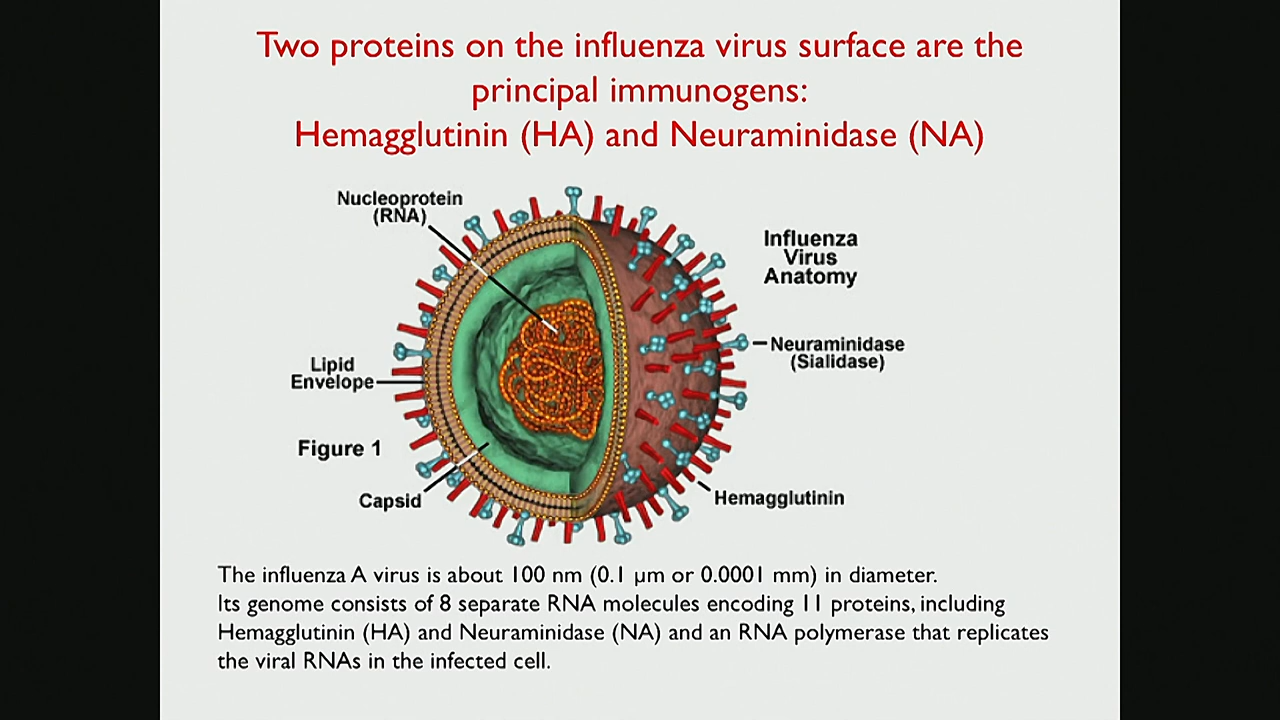 Two proteins on the influenza virus surface are the
principal immunogens:
Hemagglutinin (HA) and Neuraminidase (NA)
Nucleoprotein
(RNA)
Influenza
Virus
Anatomy
Neuraminidase
(Sialidase)
Lipid
Envelope
Figure 1
Capsid
Hemagglutinin
The influenza A virus is about 100 nm (0.1 µm or 0.0001 mm) in diameter.
Its genome consists of 8 separate RNA molecules encoding 11 proteins, including
Hemagglutinin (HA) and Neuraminidase (NA) and an RNA polymerase that replicates
the viral RNAs in the infected cell.